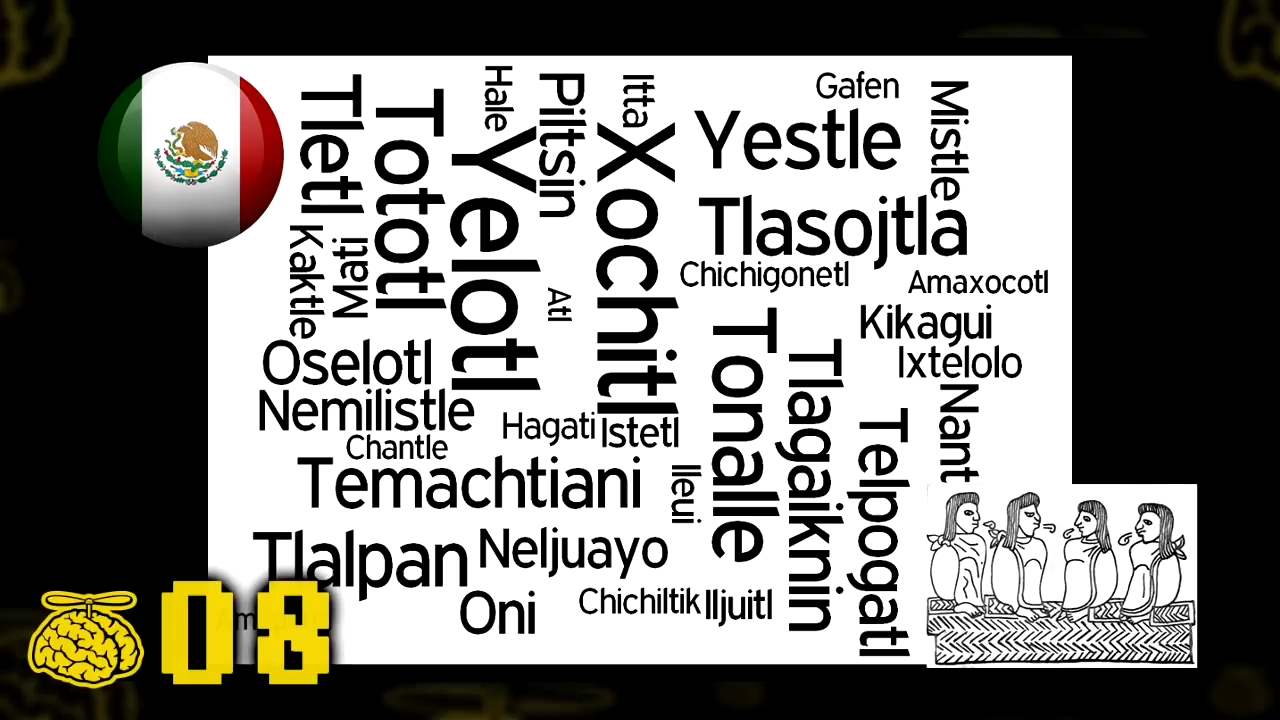 Tletl
Tototl
Hale
Yelotl
Piltsin
Itta
Xochitl
Gafen
Yestle
Mistle
Tlasojtla
Kaktle
Mati
Atl
Chichigonetl
Amaxocotl
Kikagui
Ixtelolo
Oselotl
Nemilistle
Hagati
Istetl
Tonalle
Tlagaiknin
Telpogatl
Nant
Chantle
Temachtiani
Ileui
Tlalpan
Neljuayo
Oni
Chichiltik
Iljuitl
08